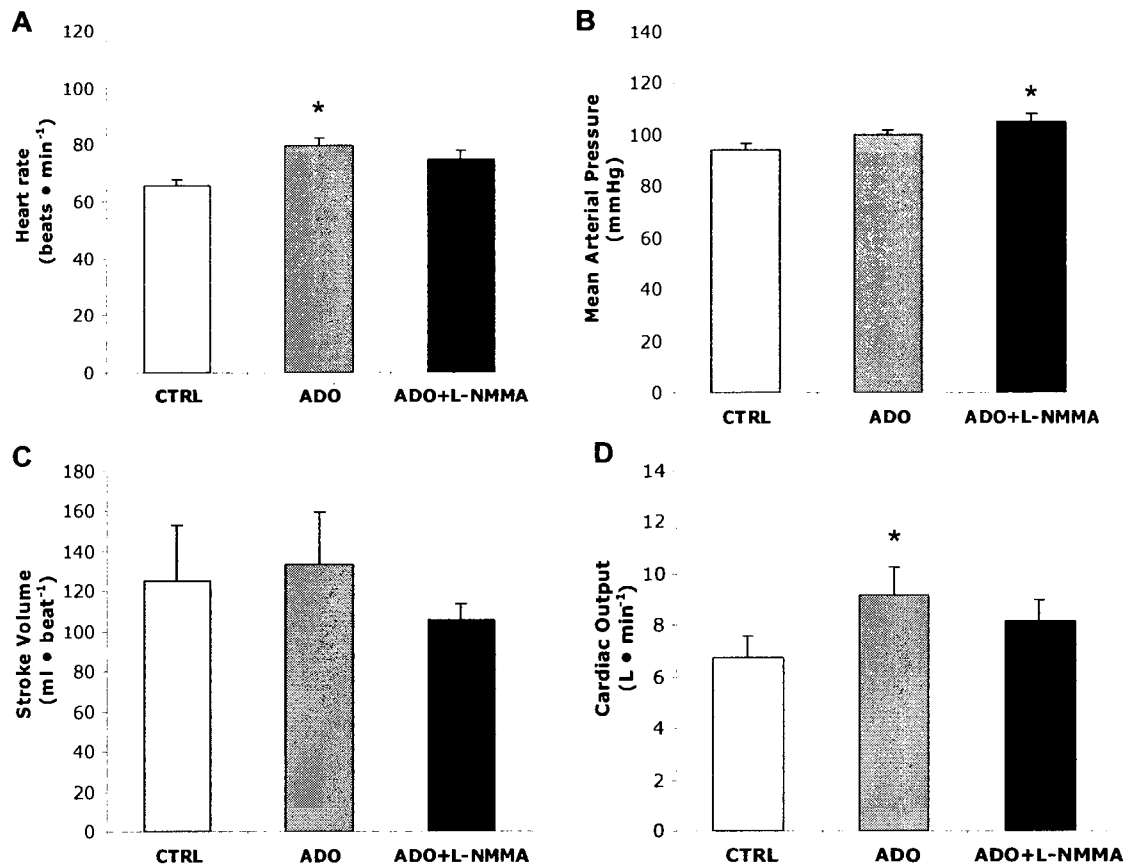 A
Heart rate
(beats • min⁻¹)
120
100
80
60
40
20
0
*
CTRL ADO ADO+L-NMMA
B
Mean Arterial Pressure
(mmHg)
140
120
100
80
60
40
20
0
*
CTRL ADO ADO+L-NMMA
C
Stroke Volume
(ml • beat⁻¹)
180
160
140
120
100
80
60
40
20
0
CTRL ADO ADO+L-NMMA
D
Cardiac Output
(L • min⁻¹)
14
12
10
8
6
4
2
0
*
CTRL ADO ADO+L-NMMA